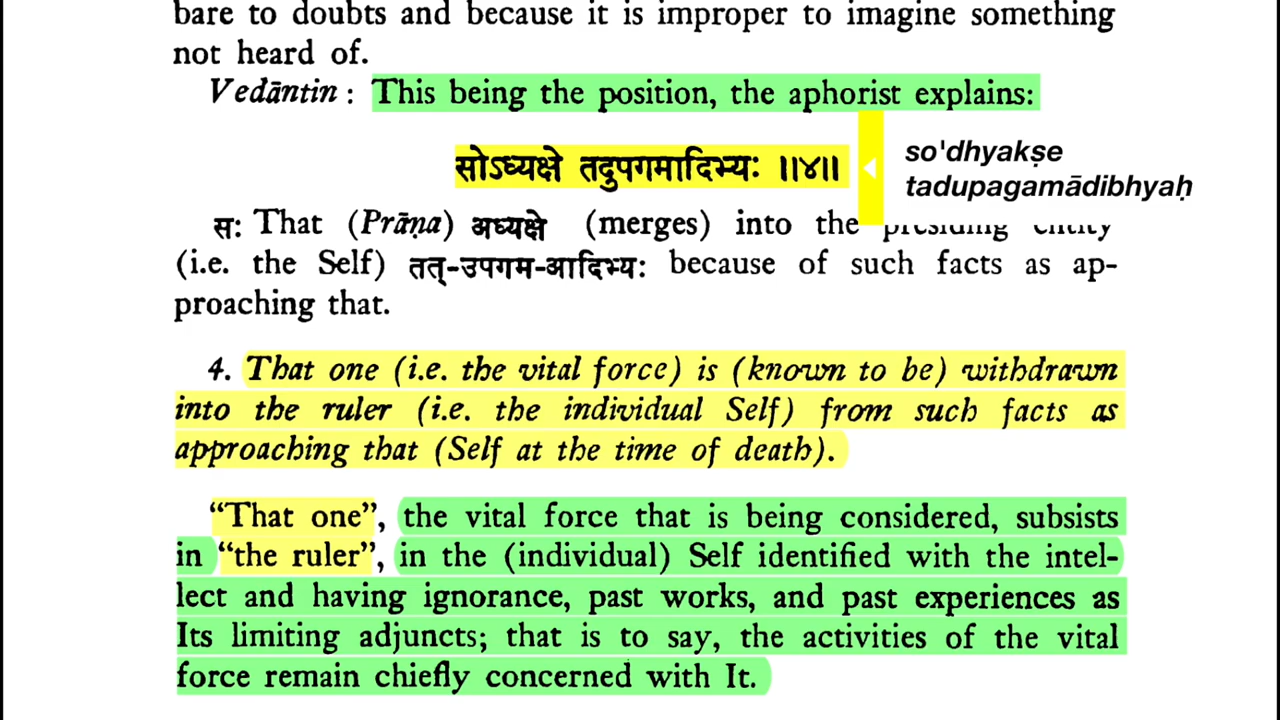 bare to doubts and because it is improper to imagine something
not heard of.
Vedāntin : This being the position, the aphorist explains:
सोऽध्यक्षे तदुपगमादिभ्यः ॥४॥
so'dhyakṣe
tadupagamādibhyaḥ
सः That (Prāṇa) अध्यक्षे (merges) into the presiding entity
(i.e. the Self) तत्-उपगम-आदिभ्यः because of such facts as ap-
proaching that.
4. That one (i.e. the vital force) is (known to be) withdrawn
into the ruler (i.e. the individual Self) from such facts as
approaching that (Self at the time of death).
“That one”, the vital force that is being considered, subsists
in “the ruler”, in the (individual) Self identified with the intel-
lect and having ignorance, past works, and past experiences as
Its limiting adjuncts; that is to say, the activities of the vital
force remain chiefly concerned with It.